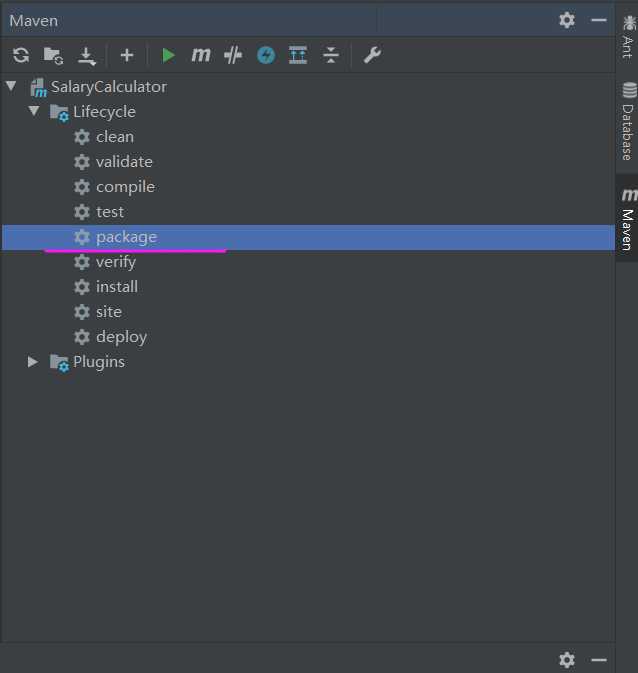 Maven
SalaryCalculator
Lifecycle
clean
validate
compile
test
package
verify
install
site
deploy
Plugins
Ant
Database
Maven